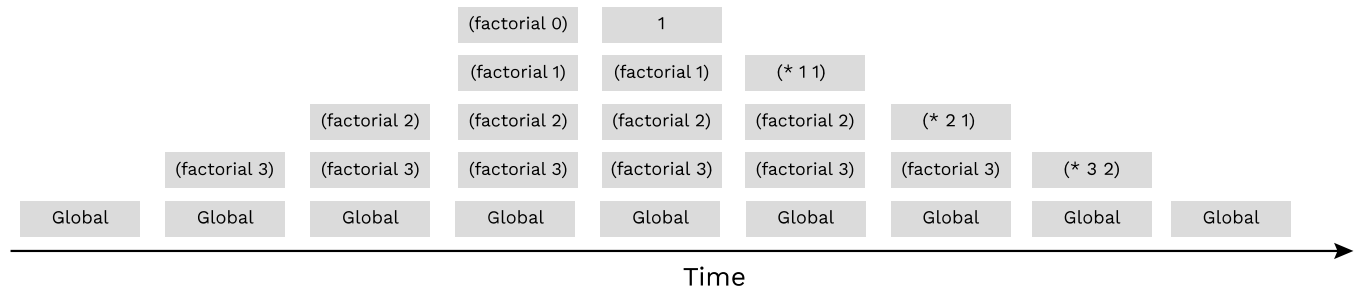 (factorial 0) 1
(factorial 1) (factorial 1) (* 1 1)
(factorial 2) (factorial 2) (factorial 2) (factorial 2) (* 2 1)
(factorial 3) (factorial 3) (factorial 3) (factorial 3) (factorial 3) (factorial 3) (* 3 2)
Global Global Global Global Global Global Global Global Global
Time